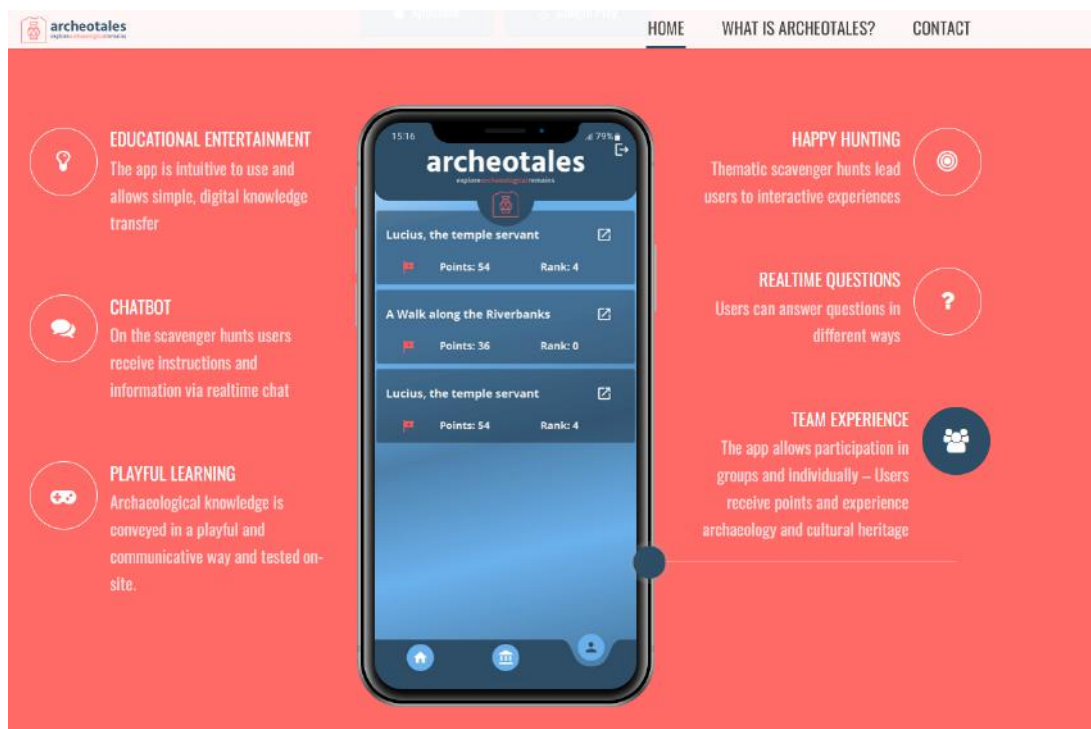 archeotales
explorearchaeologicalremains
HOME
WHAT IS ARCHEOTALES?
CONTACT
EDUCATIONAL ENTERTAINMENT
The app is intuitive to use and
allows simple, digital knowledge
transfer
CHATBOT
On the scavenger hunts users
receive instructions and
information via realtime chat
PLAYFUL LEARNING
Archaeological knowledge is
conveyed in a playful and
communicative way and tested on-
site.
15:16
79%
archeotales
explorearchaeologicalremains
Lucius, the temple servant
Points: 54 Rank: 4
A Walk along the Riverbanks
Points: 36 Rank: 0
Lucius, the temple servant
Points: 54 Rank: 4
HAPPY HUNTING
Thematic scavenger hunts lead
users to interactive experiences
REALTIME QUESTIONS
Users can answer questions in
different ways
?
TEAM EXPERIENCE
The app allows participation in
groups and individually – Users
receive points and experience
archaeology and cultural heritage